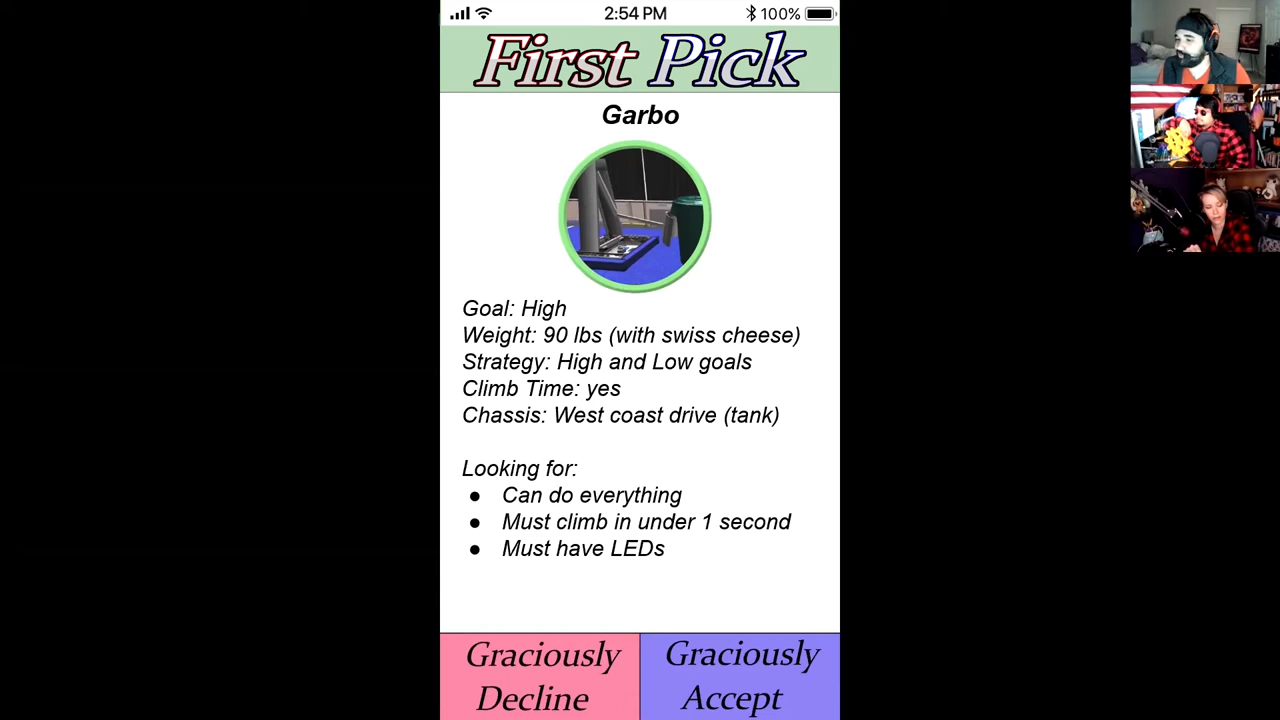 2:54 PM
100%
First Pick
Garbo
Goal: High
Weight: 90 lbs (with swiss cheese)
Strategy: High and Low goals
Climb Time: yes
Chassis: West coast drive (tank)
Looking for:
● Can do everything
● Must climb in under 1 second
● Must have LEDs
Graciously
Decline
Graciously
Accept